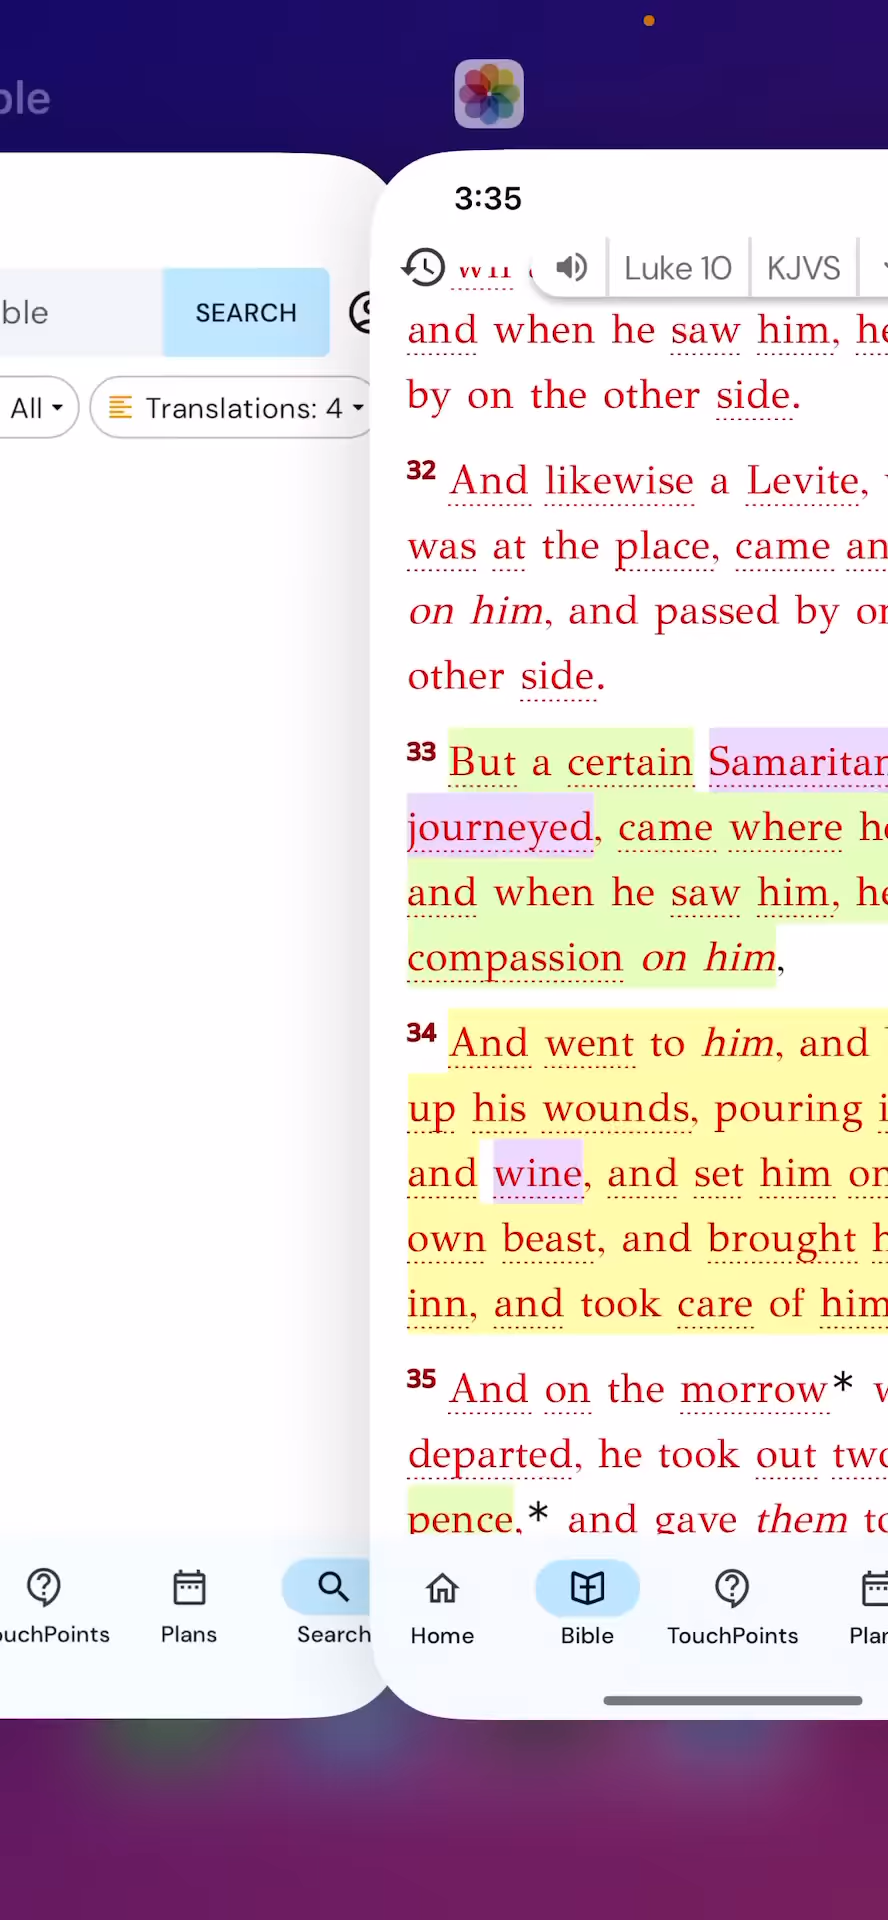 ble
3:35
Luke 10 KJVS
ble SEARCH
All Translations: 4
and when he saw him, he
by on the other side.
32 And likewise a Levite,
was at the place, came an
on him, and passed by on
other side.
33 But a certain Samaritan
journeyed, came where he
and when he saw him, he
compassion on him,
34 And went to him, and
up his wounds, pouring i
and wine, and set him on
own beast, and brought h
inn, and took care of him
35 And on the morrow* w
departed, he took out two
pence,* and gave them to
ouchPoints Plans Search
Home Bible TouchPoints Plan